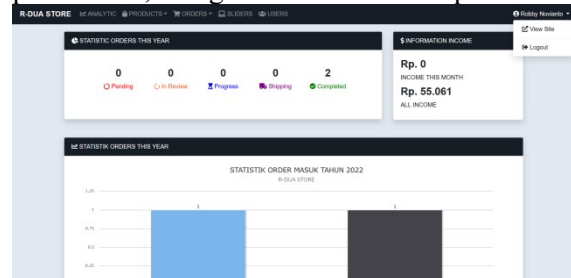 R-DUA STORE ANALYTIC PRODUCTS ORDERS SLIDERS USERS Robby Novianto
View Site
Logout
STATISTIC ORDERS THIS YEAR
0 0 0 0 2
Pending In Review Progress Shipping Completed
$ INFORMATION INCOME
Rp. 0
INCOME THIS MONTH
Rp. 55.061
ALL INCOME
STATISTIK ORDERS THIS YEAR
STATISTIK ORDER MASUK TAHUN 2022
R-DUA STORE
1.25
1
0.75
0.5
0.25
1 1